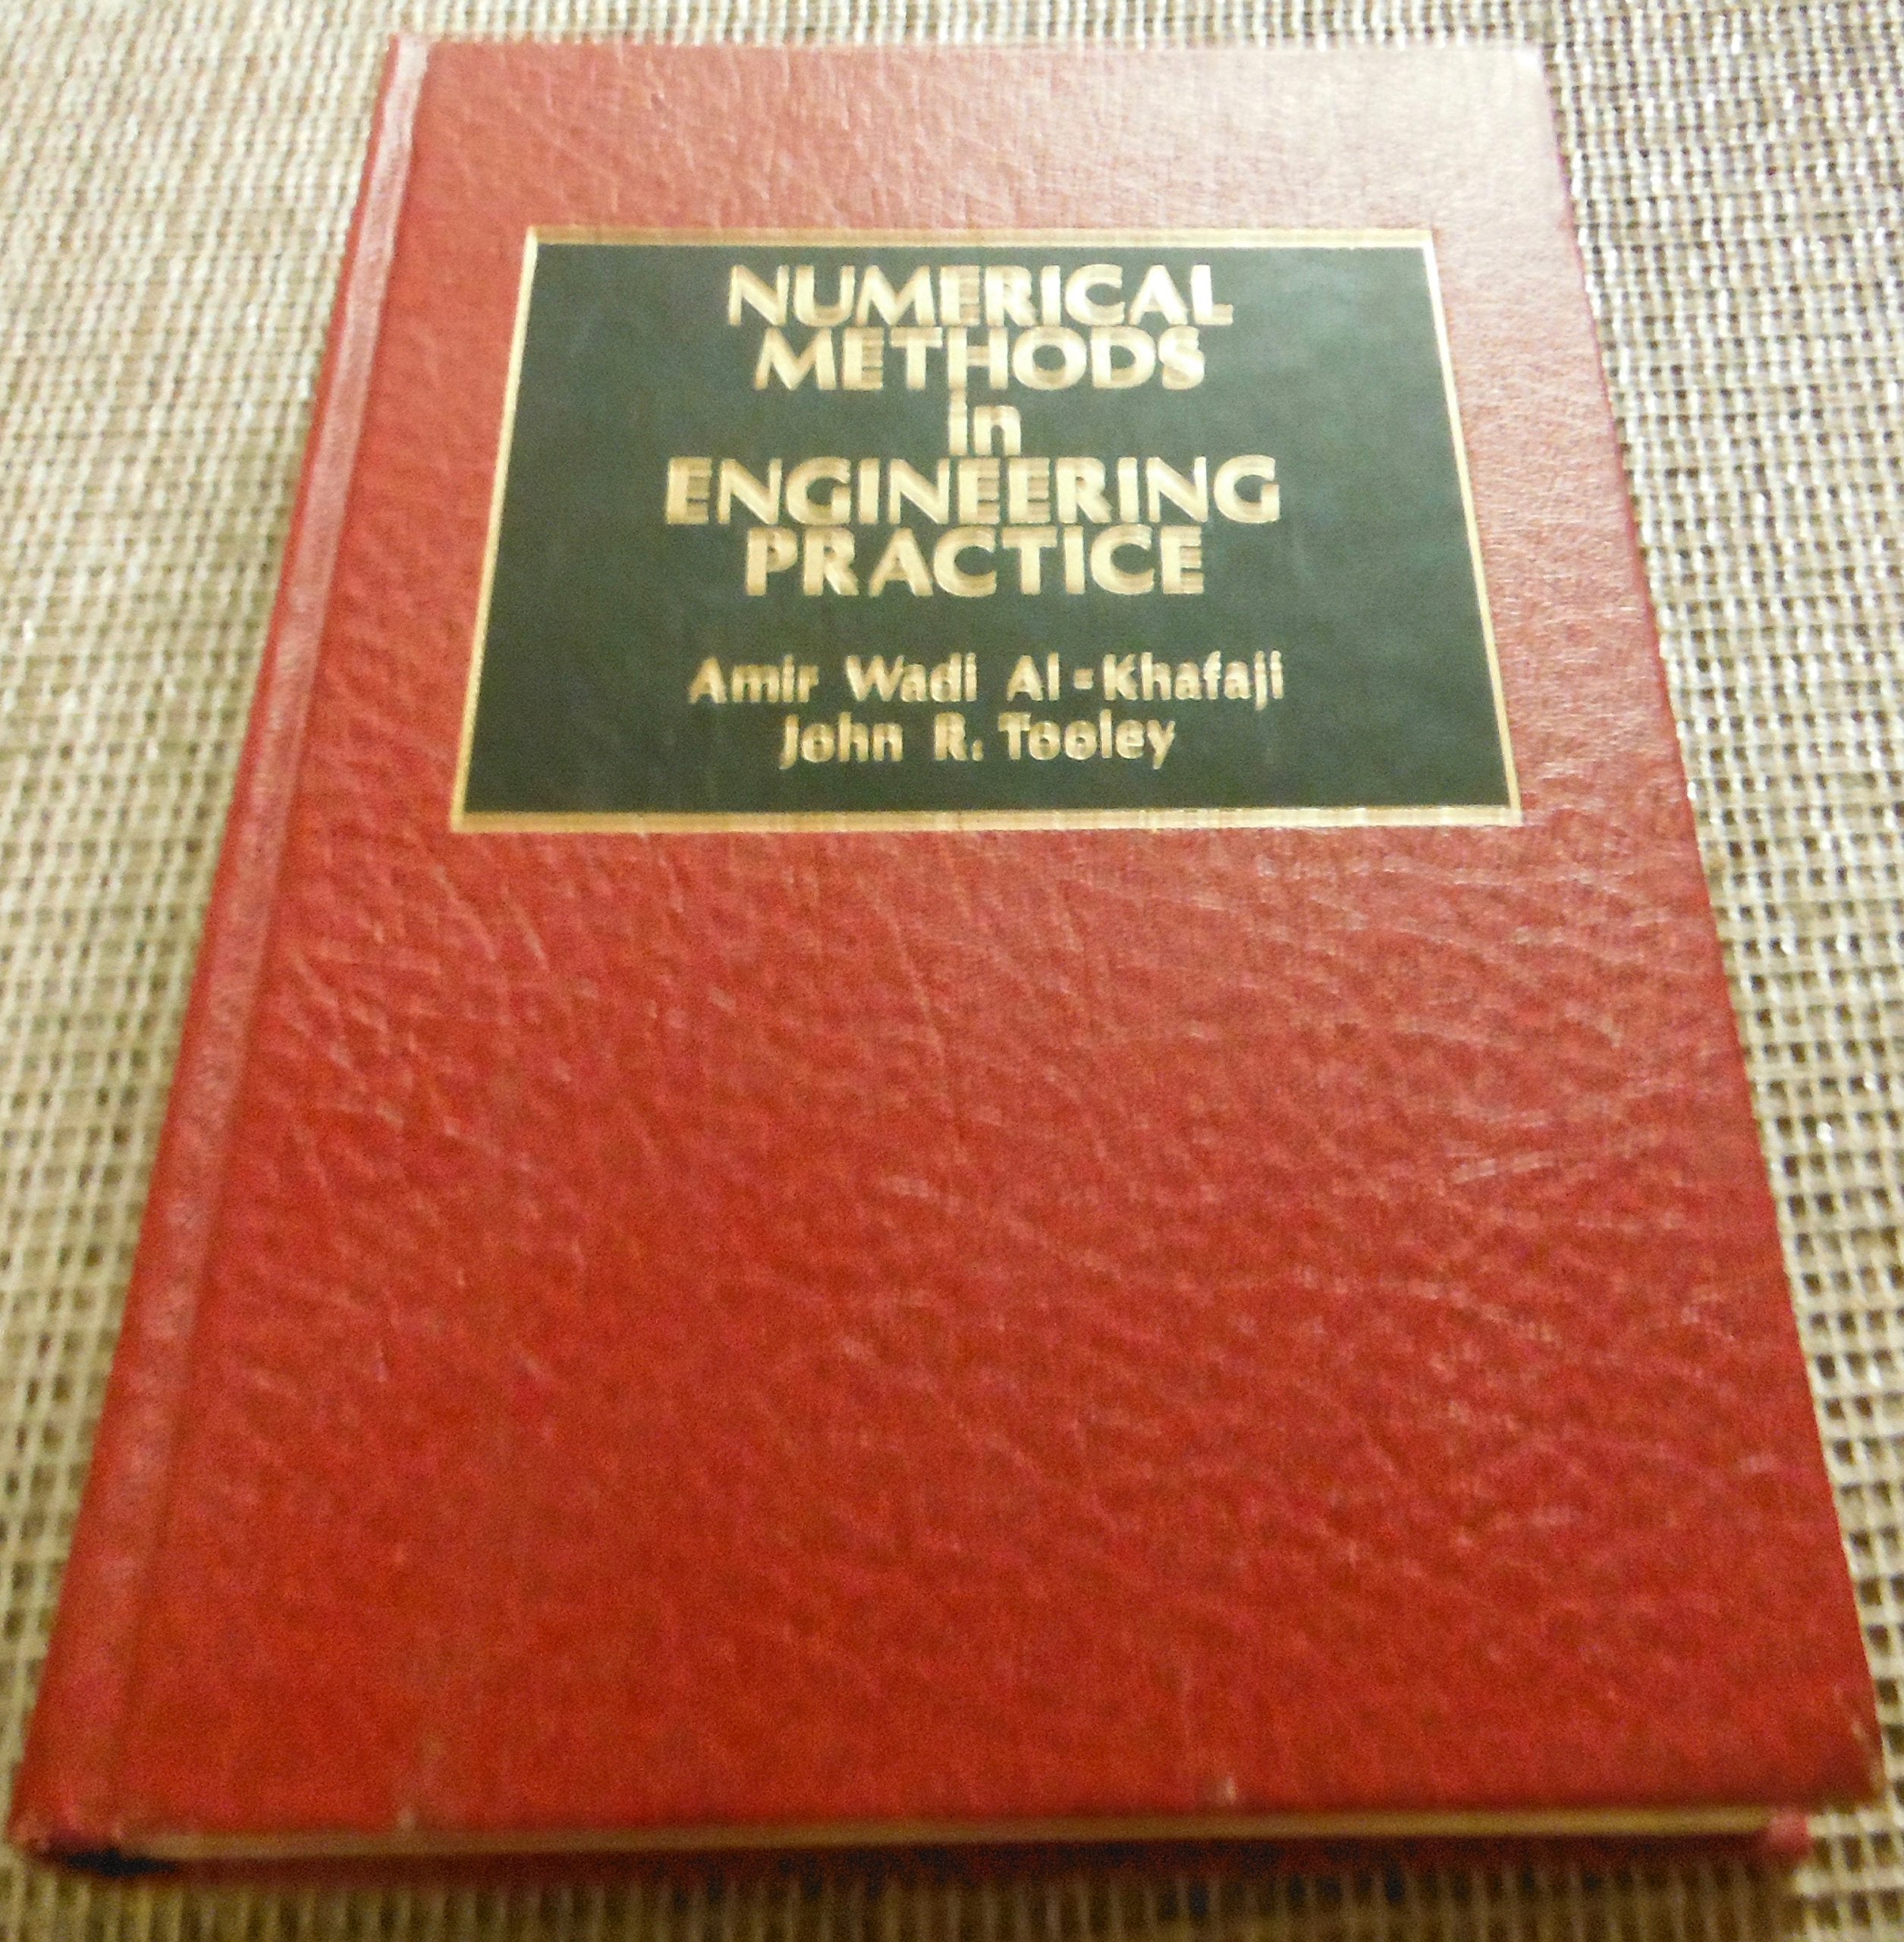 NUMERICAL
METHODS
in
ENGINEERING
PRACTICE
Amir Wadi Al-Khafaji
John R. Tooley